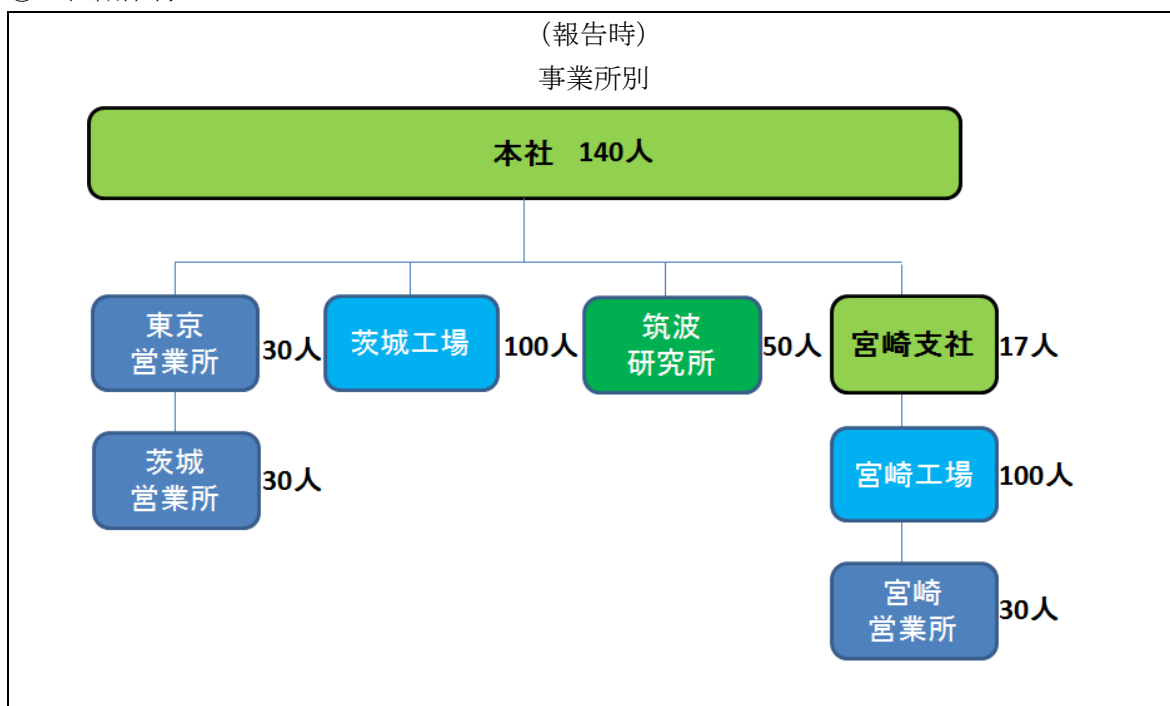 （報告時）
事業所別
本社 140人
東京
営業所
30人
茨城工場
100人
筑波
研究所
50人
宮崎支社
17人
茨城
営業所
30人
宮崎工場
100人
宮崎
営業所
30人